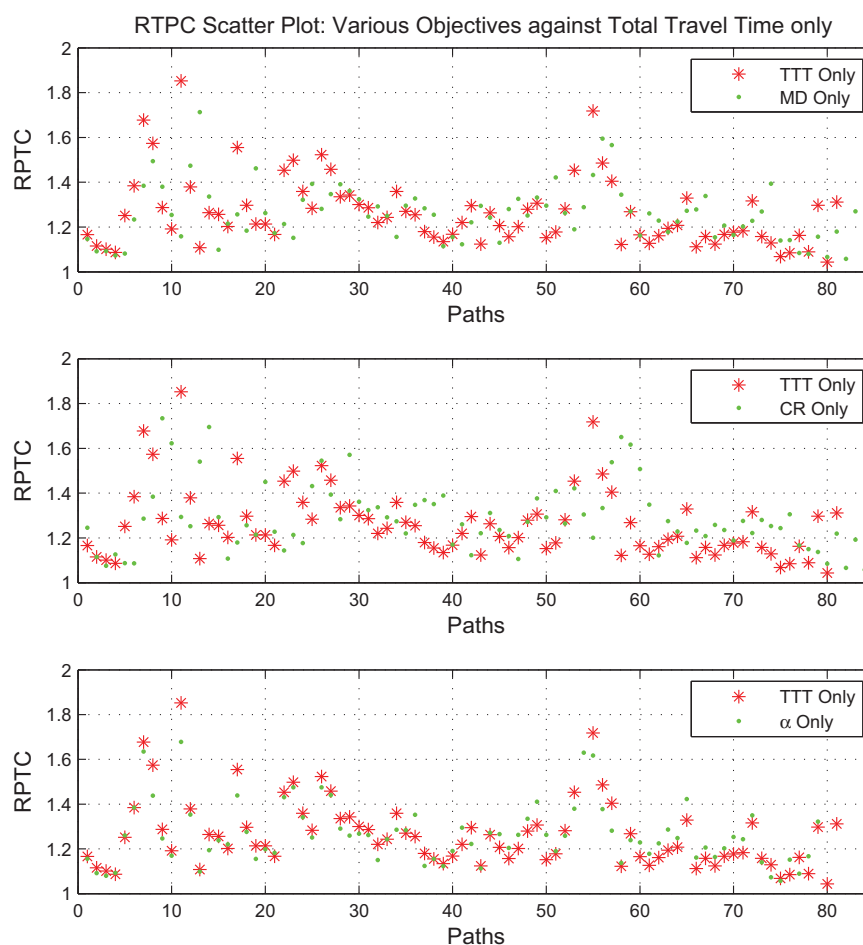 RTPC Scatter Plot: Various Objectives against Total Travel Time only
2
1.8
1.6
1.4
1.2
1
RPTC
TTT Only
MD Only
0 10 20 30 40 50 60 70 80
Paths
2
1.8
1.6
1.4
1.2
1
RPTC
TTT Only
CR Only
0 10 20 30 40 50 60 70 80
Paths
2
1.8
1.6
1.4
1.2
1
RPTC
TTT Only
α Only
0 10 20 30 40 50 60 70 80
Paths